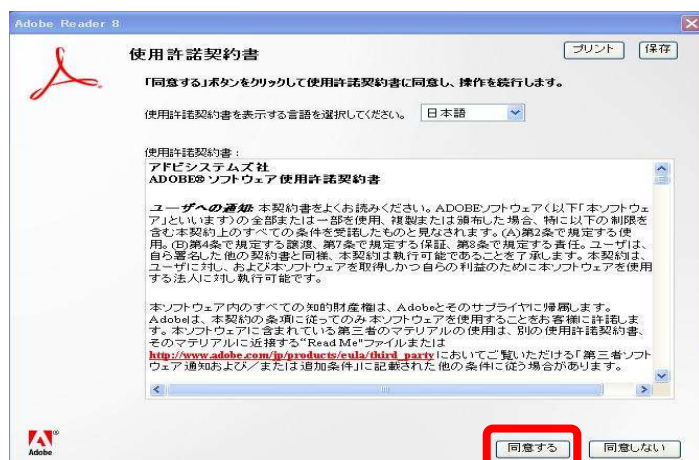 Adobe Reader 8
使用許諾契約書
プリント
保存
「同意する」ボタンをクリックして使用許諾契約書に同意し、操作を続行します。
使用許諾契約書を表示する言語を選択してください。 日本語
使用許諾契約書：
アドビシステムズ社
ADOBE® ソフトウェア使用許諾契約書
ユーザへの通知: 本契約書をよくお読みください。ADOBEソフトウェア（以下「本ソフトウェ
ア」といいます）の全部または一部を使用、複製または頒布した場合、特に以下の制限を
含む本契約上のすべての条件を受諾したものと見なされます。(A)第2条で規定する使
用。(B)第4条で規定する譲渡、第7条で規定する保証、第8条で規定する責任。ユーザは、
自ら署名した他の契約書と同様、本契約は執行可能であることを了承します。本契約は、
ユーザに対し、および本ソフトウェアを取得しかつ自らの利益のために本ソフトウェアを使用
する法人に対し執行可能です。
本ソフトウェア内のすべての知的財産権は、Adobeとそのサプライヤに帰属します。
Adobeは、本契約の条項に従ってのみ本ソフトウェアを使用することをお客様に許諾しま
す。本ソフトウェアに含まれている第三者のマテリアルの使用は、別の使用許諾契約書、
そのマテリアルに近接する“Read Me”ファイルまたは
http://www.adobe.com/jp/products/eula/third_party においてご覧いただける「第三者ソフト
ウェア通知および／または追加条件」に記載された他の条件に従う場合があります。
Adobe
同意する
同意しない